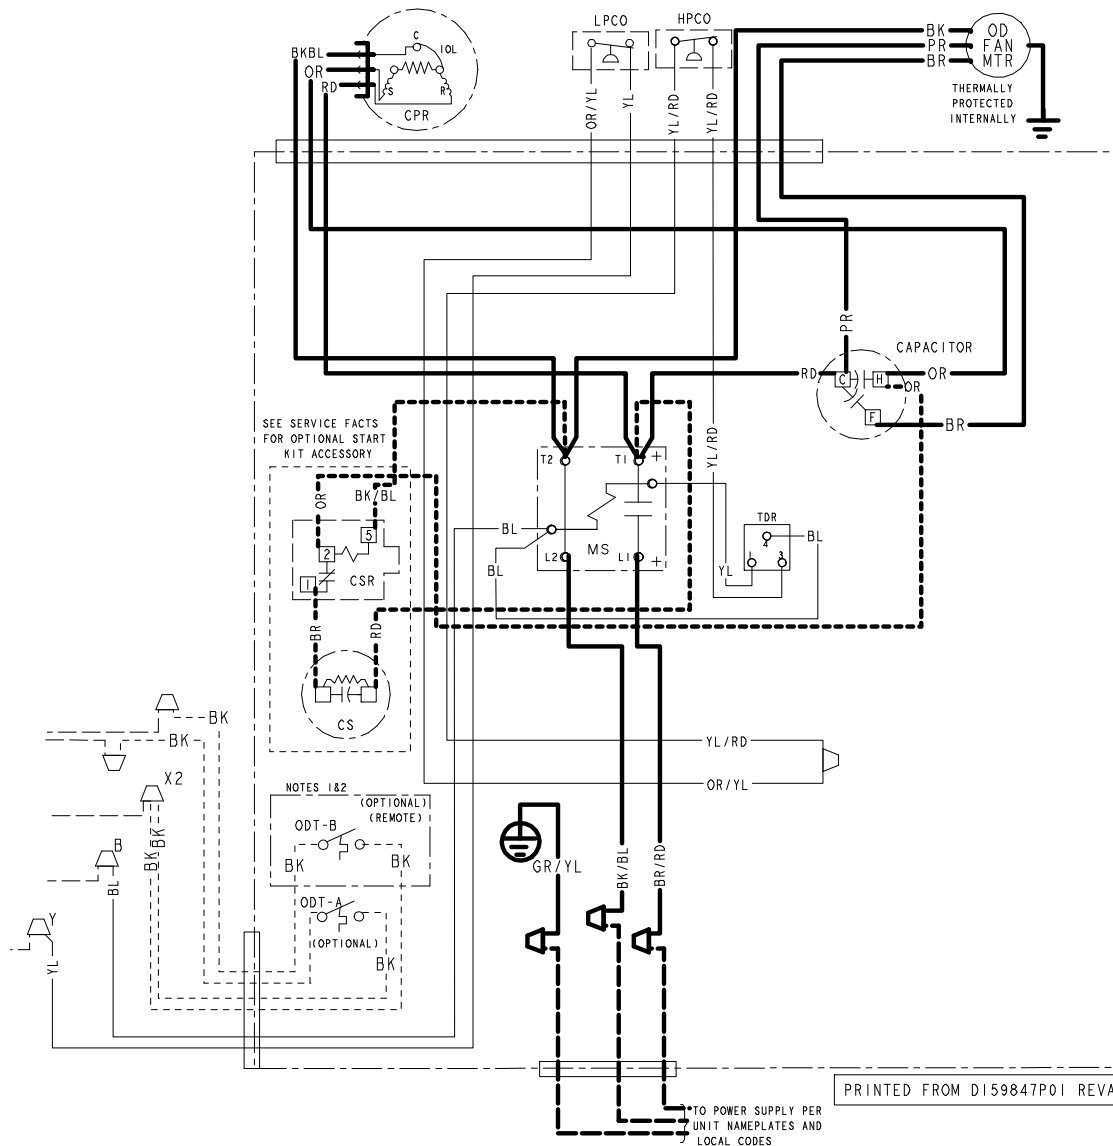 LPCO
HPCO
C
IOL
BKBL
OR
RD
S
R
CPR
OR/YL
YL
YL/RD
YL/RD
BK
PR
BR
OD
FAN
MTR
THERMALLY
PROTECTED
INTERNALLY
PR
CAPACITOR
RD
C
H
OR
OR
F
BR
SEE SERVICE FACTS
FOR OPTIONAL START
KIT ACCESSORY
OR
BK/BL
5
2
1
CSR
BR
RD
CS
T2
T1
+
YL/RD
BL
MS
BL
L2
L1
+
TDR
4
1
3
BL
YL
BK
BK
X2
YL/RD
OR/YL
NOTES 1&2
(OPTIONAL)
(REMOTE)
ODT-B
BK
BK
BK
BK
B
BL
ODT-A
(OPTIONAL)
BK
Y
YL
GR/YL
BK/BL
BR/RD
PRINTED FROM D159847P01 REVA
TO POWER SUPPLY PER
UNIT NAMEPLATES AND
LOCAL CODES